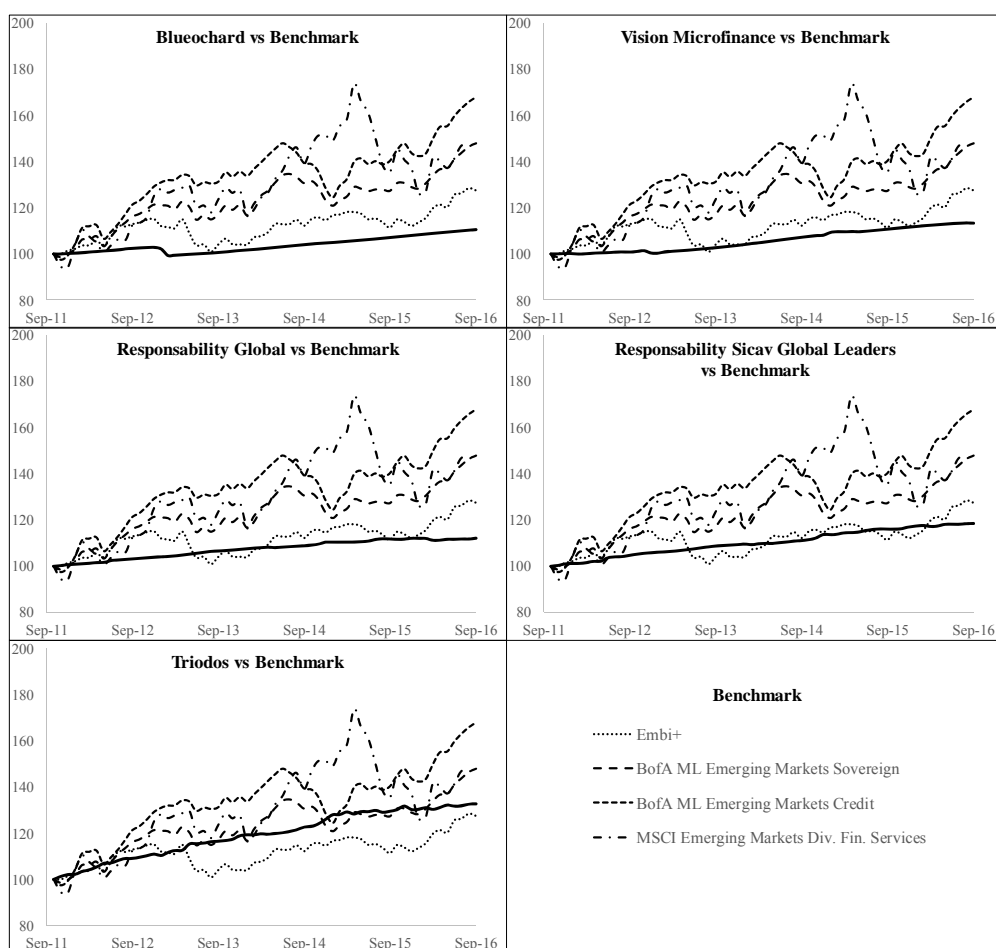 200
180
160
140
120
100
80
Blueochard vs Benchmark
Sep-11 Sep-12 Sep-13 Sep-14 Sep-15 Sep-16
200
180
160
140
120
100
80
Vision Microfinance vs Benchmark
Sep-11 Sep-12 Sep-13 Sep-14 Sep-15 Sep-16
200
180
160
140
120
100
80
Responsability Global vs Benchmark
Sep-11 Sep-12 Sep-13 Sep-14 Sep-15 Sep-16
200
180
160
140
120
100
80
Responsability Sicav Global Leaders
vs Benchmark
Sep-11 Sep-12 Sep-13 Sep-14 Sep-15 Sep-16
200
180
160
140
120
100
80
Triodos vs Benchmark
Sep-11 Sep-12 Sep-13 Sep-14 Sep-15 Sep-16
Benchmark
Embi+
BofA ML Emerging Markets Sovereign
BofA ML Emerging Markets Credit
MSCI Emerging Markets Div. Fin. Services